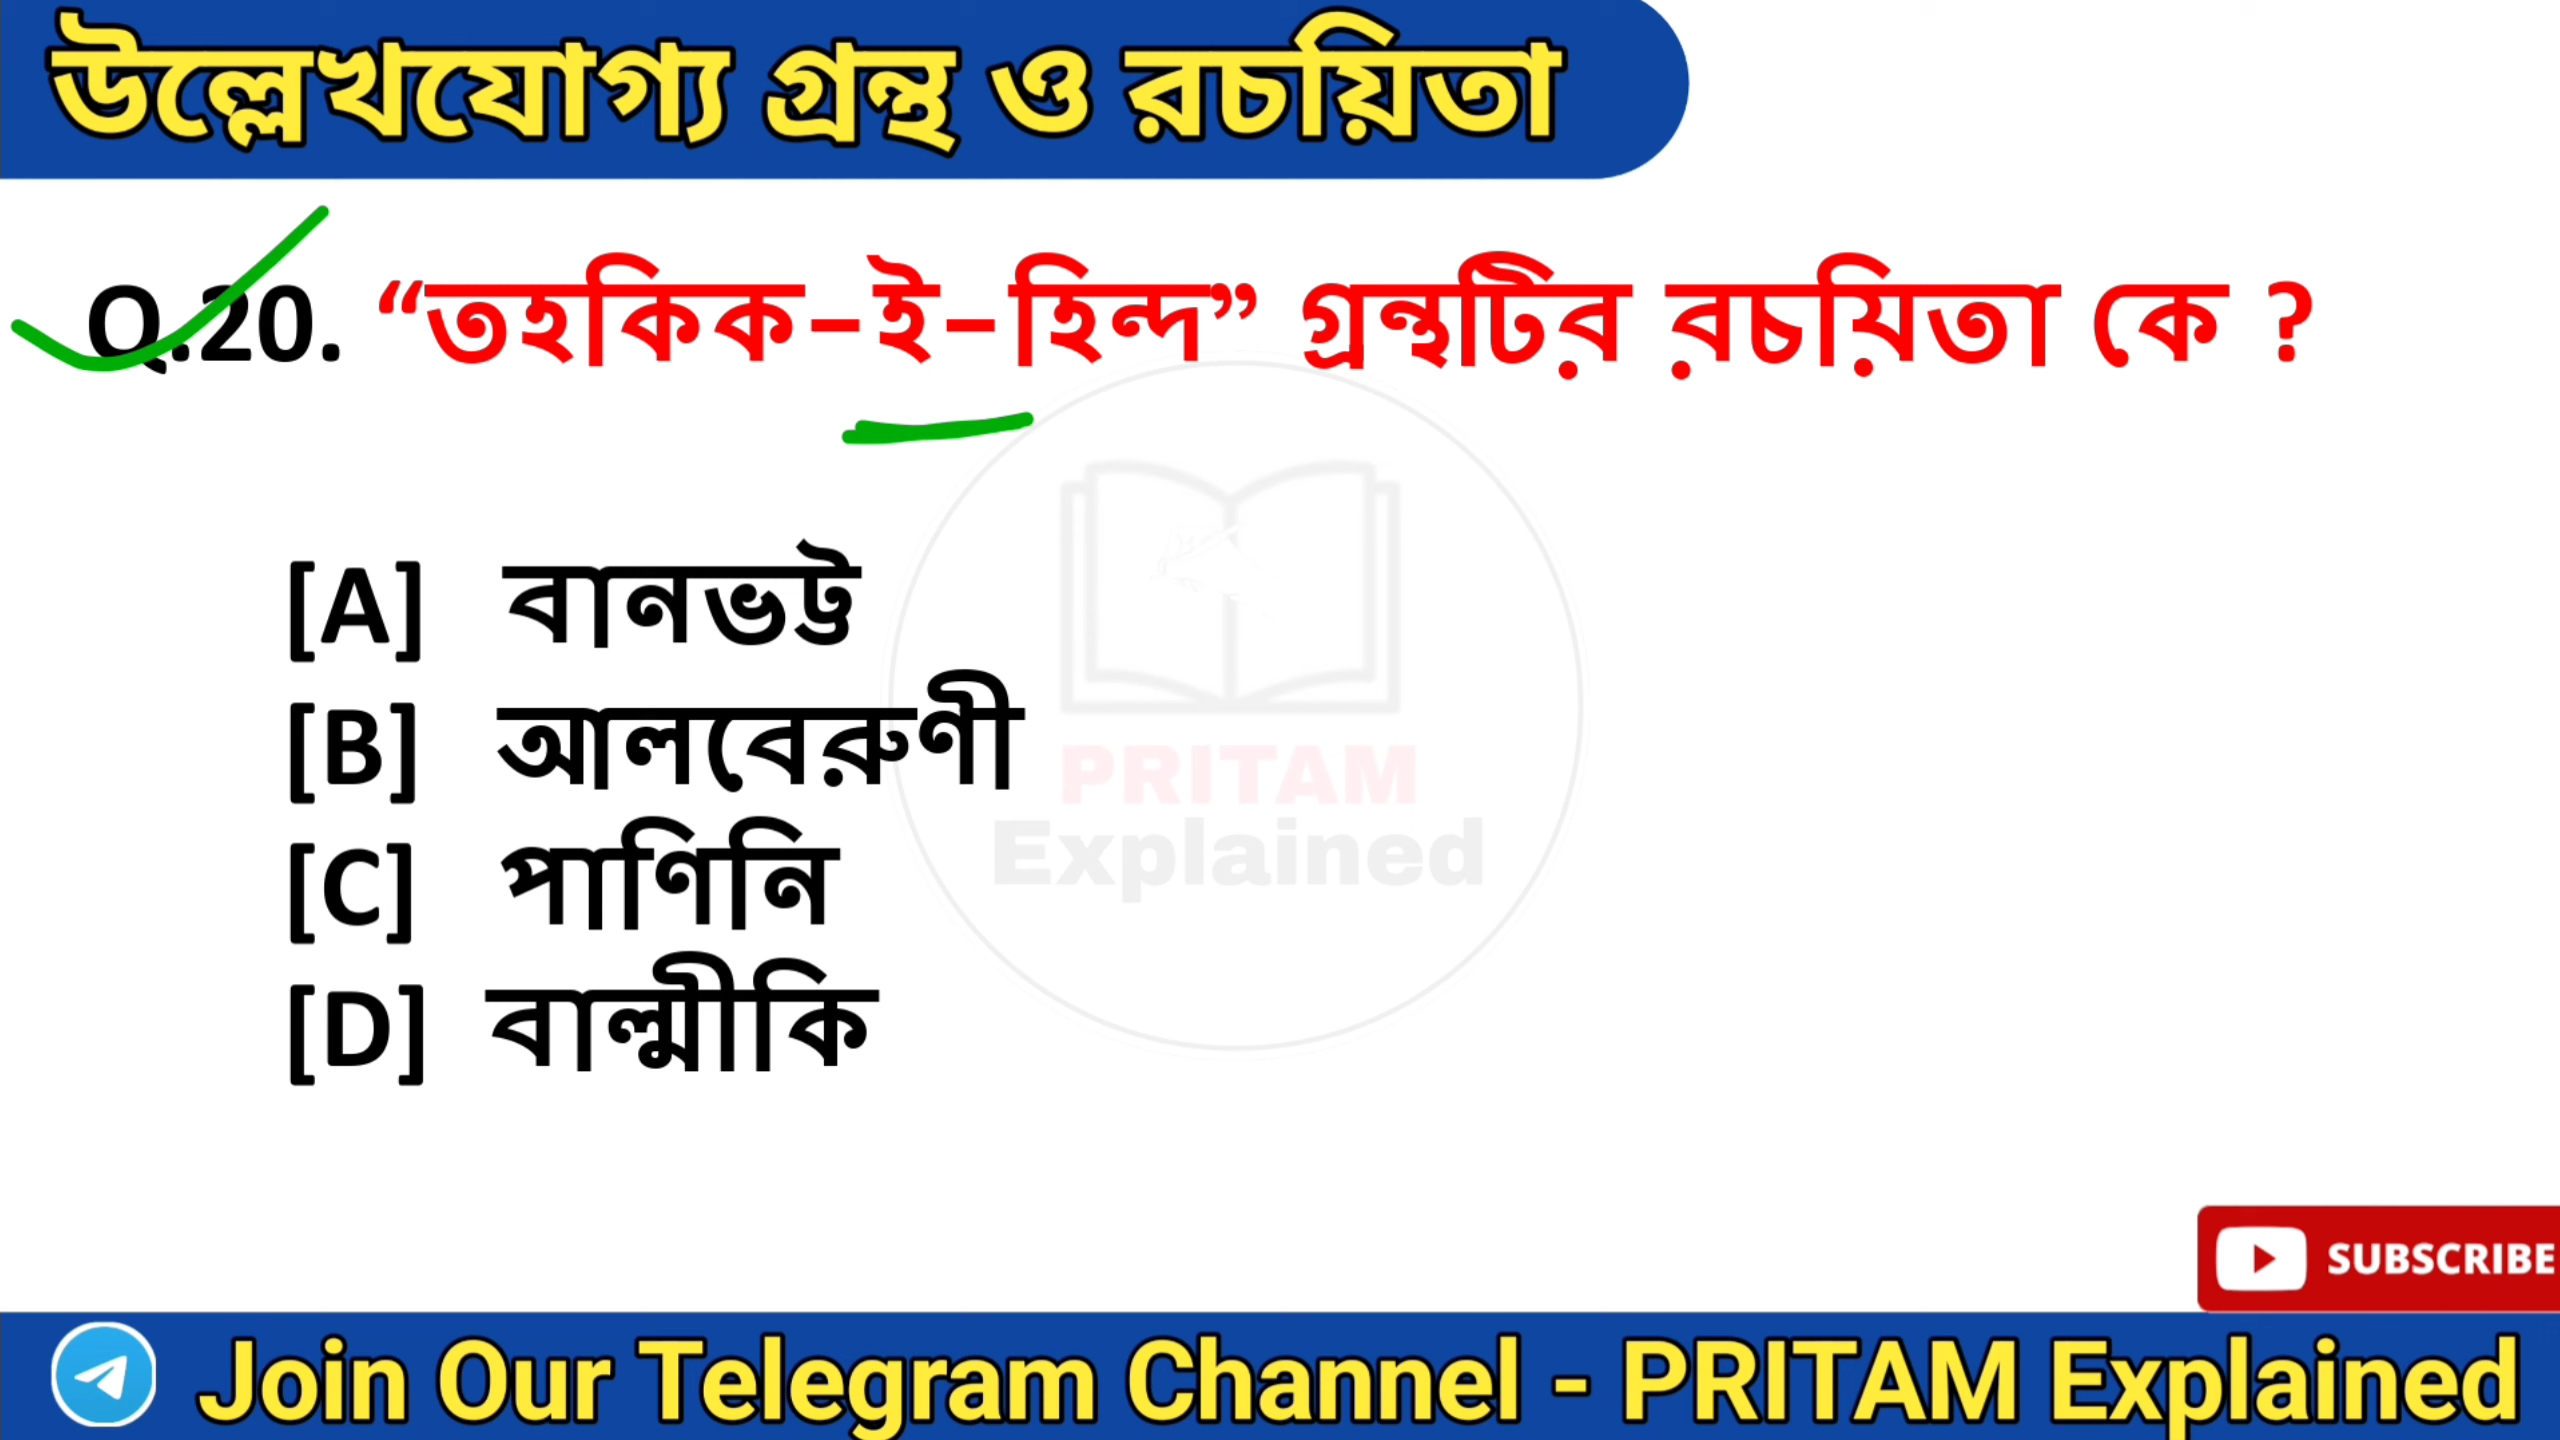 উল্লেখযোগ্য গ্রন্থ ও রচয়িতা
Q.20. “তহকিক-ই-হিন্দ” গ্রন্থটির রচয়িতা কে ?
[A] বানভট্ট
[B] আলবেরুণী
[C] পাণিনি
[D] বাল্মীকি
PRITAM
Explained
SUBSCRIBE
Join Our Telegram Channel - PRITAM Explained